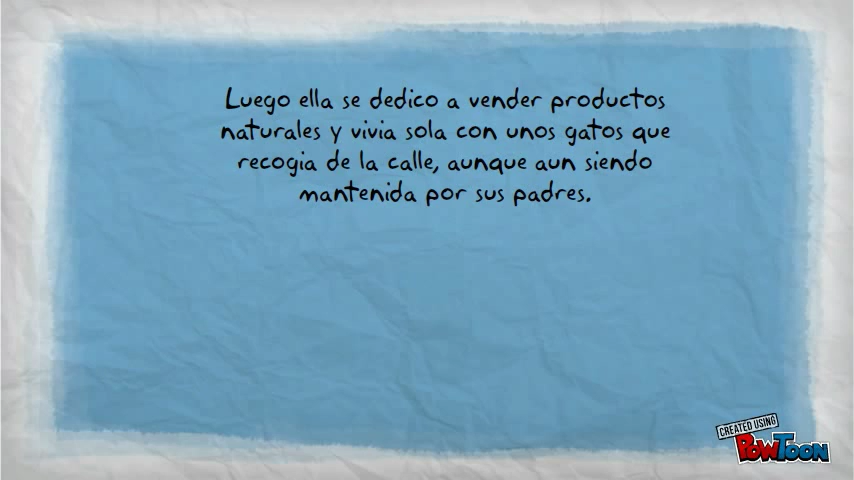 Luego ella se dedico a vender productos
naturales y vivia sola con unos gatos que
recogia de la calle, aunque aun siendo
mantenida por sus padres.
CREATED USING
PowToon